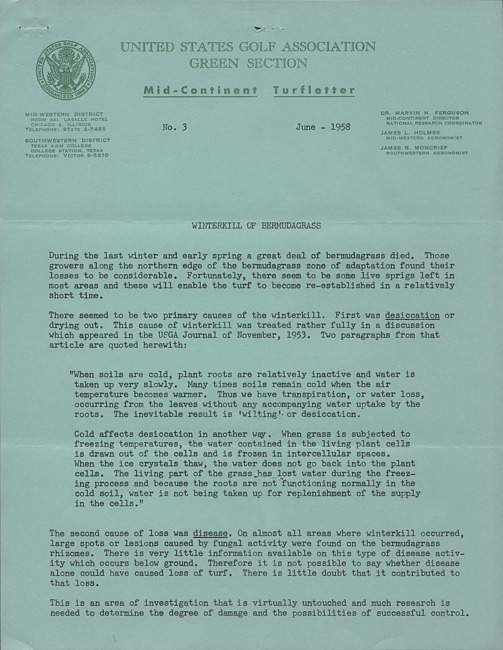 UNITED STATES GOLF ASSOCIATION
GREEN SECTION
Mid-Continent Turfletter
MID-WESTERN DISTRICT
ROOM 241, LASALLE HOTEL
CHICAGO 2, ILLINOIS
TELEPHONE: STATE 2-7485
SOUTHWESTERN DISTRICT
TEXAS A & M COLLEGE
COLLEGE STATION, TEXAS
TELEPHONE: VICTOR 6-5210
No. 3
June - 1958
DR. MARVIN H. FERGUSON
MID-CONTINENT DIRECTOR
NATIONAL RESEARCH COORDINATOR
JAMES L. HOLMES
MID-WESTERN AGRONOMIST
JAMES B. MONCRIEF
SOUTHWESTERN AGRONOMIST
WINTERKILL OF BERMUDAGRASS
During the last winter and early spring a great deal of bermudagrass died. Those
growers along the northern edge of the bermudagrass zone of adaptation found their
losses to be considerable. Fortunately, there seem to be some live sprigs left in
most areas and these will enable the turf to become re-established in a relatively
short time.
There seemed to be two primary causes of the winterkill. First was desiccation or
drying out. This cause of winterkill was treated rather fully in a discussion
which appeared in the USGA Journal of November, 1953. Two paragraphs from that
article are quoted herewith:
"When soils are cold, plant roots are relatively inactive and water is
taken up very slowly. Many times soils remain cold when the air
temperature becomes warmer. Thus we have transpiration, or water loss,
occurring from the leaves without any accompanying water uptake by the
roots. The inevitable result is 'wilting' or desiccation.
Cold affects desiccation in another way. When grass is subjected to
freezing temperatures, the water contained in the living plant cells
is drawn out of the cells and is frozen in intercellular spaces.
When the ice crystals thaw, the water does not go back into the plant
cells. The living part of the grass has lost water during the freez-
ing process and because the roots are not functioning normally in the
cold soil, water is not being taken up for replenishment of the supply
in the cells."
The second cause of loss was disease. On almost all areas where winterkill occurred,
large spots or lesions caused by fungal activity were found on the bermudagrass
rhizomes. There is very little information available on this type of disease activ-
ity which occurs below ground. Therefore it is not possible to say whether disease
alone could have caused loss of turf. There is little doubt that it contributed to
that loss.
This is an area of investigation that is virtually untouched and much research is
needed to determine the degree of damage and the possibilities of successful control.